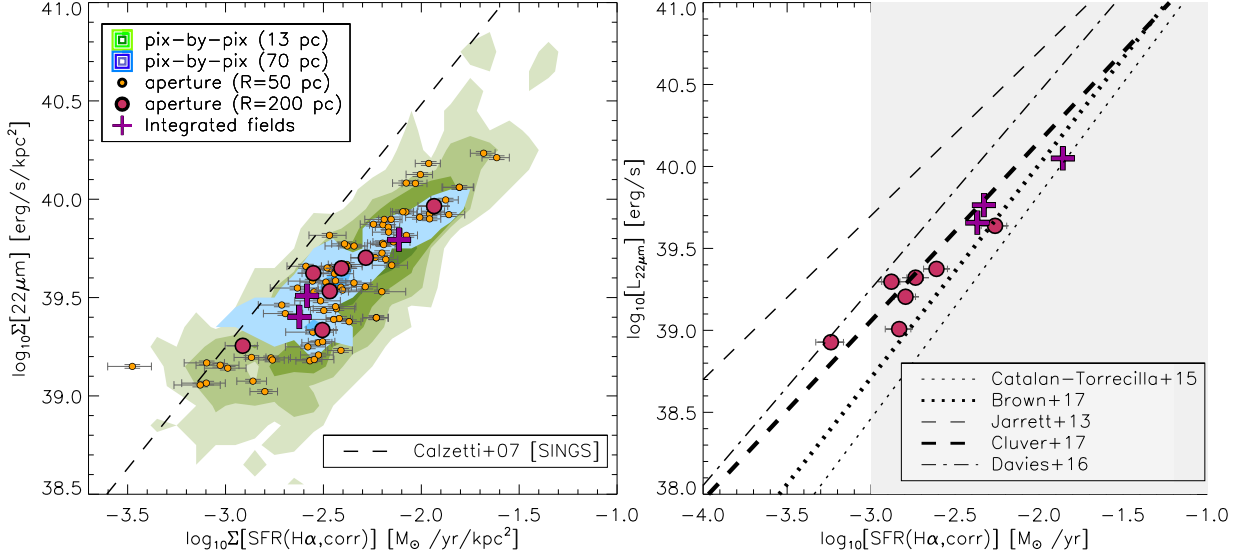 41.0
40.5
40.0
39.5
39.0
38.5
log₁₀Σ[22μm] [erg/s/kpc²]
pix−by−pix (13 pc)
pix−by−pix (70 pc)
aperture (R=50 pc)
aperture (R=200 pc)
Integrated fields
Calzetti+07 [SINGS]
−3.5 −3.0 −2.5 −2.0 −1.5 −1.0
log₁₀Σ[SFR(Hα,corr)] [M⊙ /yr/kpc²]
41.0
40.5
40.0
39.5
39.0
38.5
38.0
log₁₀[L₂₂μm] [erg/s]
Catalan−Torrecilla+15
Brown+17
Jarrett+13
Cluver+17
Davies+16
−4.0 −3.5 −3.0 −2.5 −2.0 −1.5 −1.0
log₁₀[SFR(Hα,corr)] [M⊙ /yr]